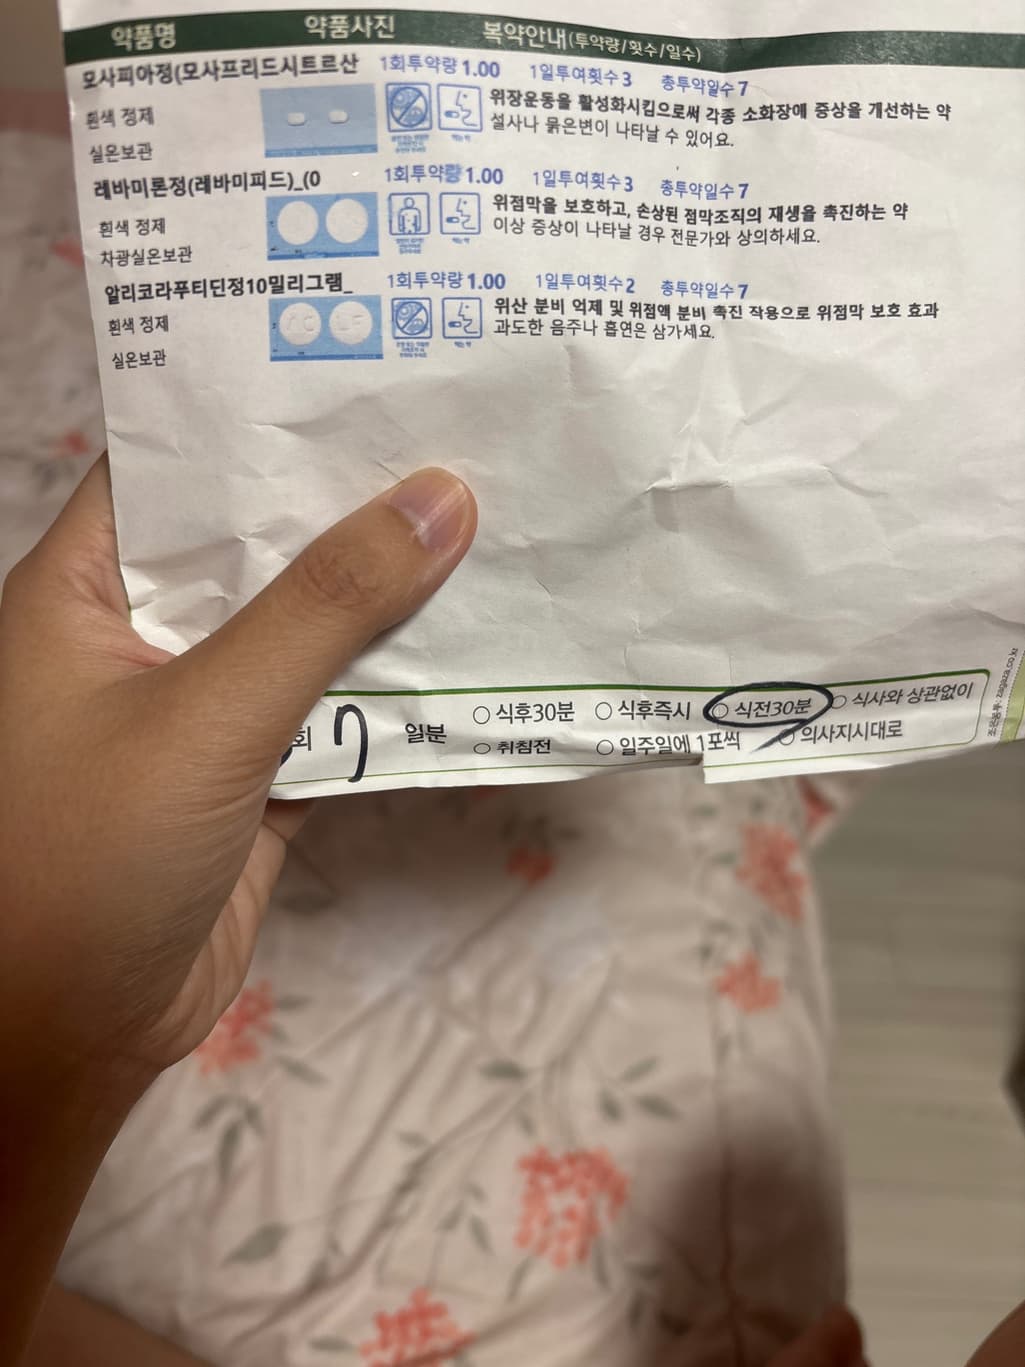 약품명 약품사진 복약안내(투약량/횟수/일수)
모사피아정(모사프리드시트르산 1회투약량 1.00 1일투여횟수 3 총투약일수 7
흰색 정제 위장운동을 활성화시킴으로써 각종 소화장애 증상을 개선하는 약
실온보관 설사나 묽은변이 나타날 수 있어요.
레바미론정(레바미피드)_(0 1회투약량 1.00 1일투여횟수 3 총투약일수 7
흰색 정제 위점막을 보호하고, 손상된 점막조직의 재생을 촉진하는 약
차광실온보관 이상 증상이 나타날 경우 전문가와 상의하세요.
알리코라푸티딘정10밀리그램_ 1회투약량 1.00 1일투여횟수 2 총투약일수 7
흰색 정제 위산 분비 억제 및 위점액 분비 촉진 작용으로 위점막 보호 효과
실온보관 과도한 음주나 흡연은 삼가세요.
회 7 일분 식후30분 식후즉시 식전30분 식사와 상관없이
취침전 일주일에 1포씩 의사지시대로